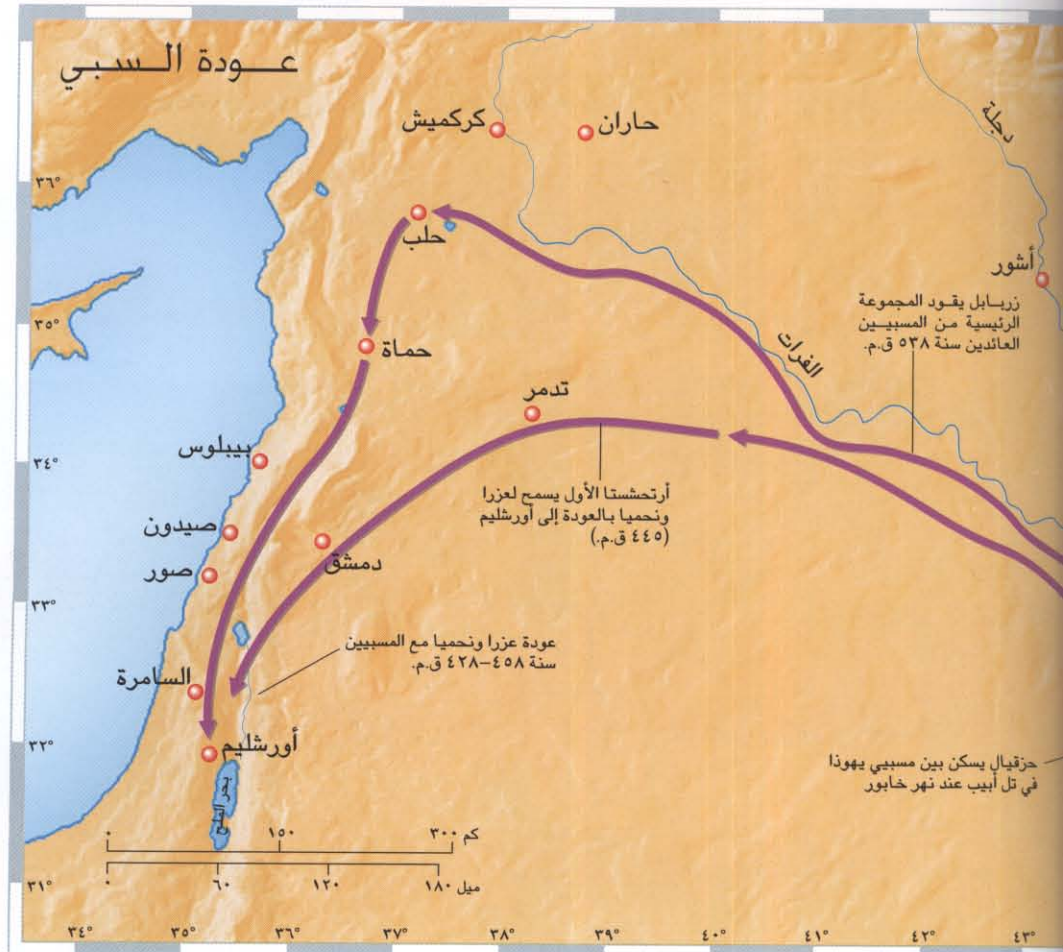 عودة السبي
كركميش
حاران
دجلة
٣٦°
حلب
أشور
زربابل يقود المجموعة
الرئيسية من المسبيين
العائدين سنة ٥٣٨ ق.م.
٣٥°
حماة
الفرات
تدمر
بيبلوس
٣٤°
أرتحشستا الأول يسمح لعزرا
ونحميا بالعودة إلى أورشليم
(٤٤٥ ق.م.)
صيدون
دمشق
صور
٣٣°
عودة عزرا ونحميا مع المسبيين
سنة ٤٥٨–٤٢٨ ق.م.
السامرة
٣٢°
أورشليم
حزقيال يسكن بين مسبيي يهوذا
في تل أبيب عند نهر خابور
بحر الملح
٠ ١٥٠ ٣٠٠ كم
٠ ٦٠ ١٢٠ ١٨٠ ميل
٣١°
٣٤° ٣٥° ٣٦° ٣٧° ٣٨° ٣٩° ٤٠° ٤١° ٤٢° ٤٣°